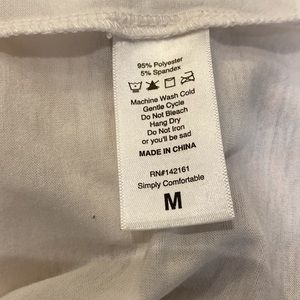 95% Polyester
5% Spandex
Machine Wash Cold
Gentle Cycle
Do Not Bleach
Hang Dry
Do Not Iron
or you'll be sad.
MADE IN CHINA
RN#142161
Simply Comfortable
M